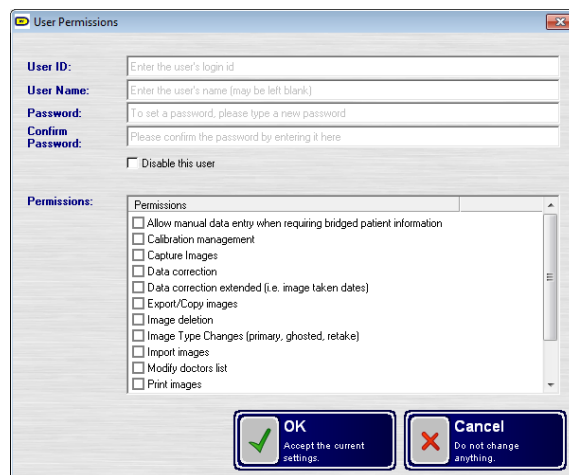 User Permissions
User ID:
Enter the user's login id
User Name:
Enter the user's name (may be left blank)
Password:
To set a password, please type a new password
Confirm
Password:
Please confirm the password by entering it here
Disable this user
Permissions:
Permissions
Allow manual data entry when requiring bridged patient information
Calibration management
Capture Images
Data correction
Data correction extended (i.e. image taken dates)
Export/Copy images
Image deletion
Image Type Changes (primary, ghosted, retake)
Import images
Modify doctors list
Print images
OK
Accept the current
settings.
Cancel
Do not change
anything.